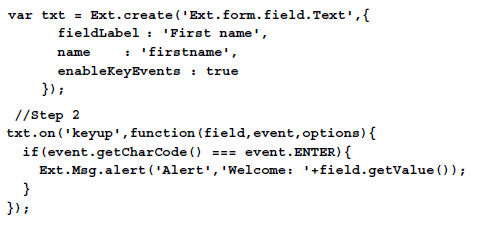 var txt = Ext.create('Ext.form.field.Text',{
fieldLabel : 'First name',
name : 'firstname',
enableKeyEvents : true
});
//Step 2
txt.on('keyup',function(field,event,options){
if(event.getCharCode() === event.ENTER){
Ext.Msg.alert('Alert','Welcome: '+field.getValue());
}
});